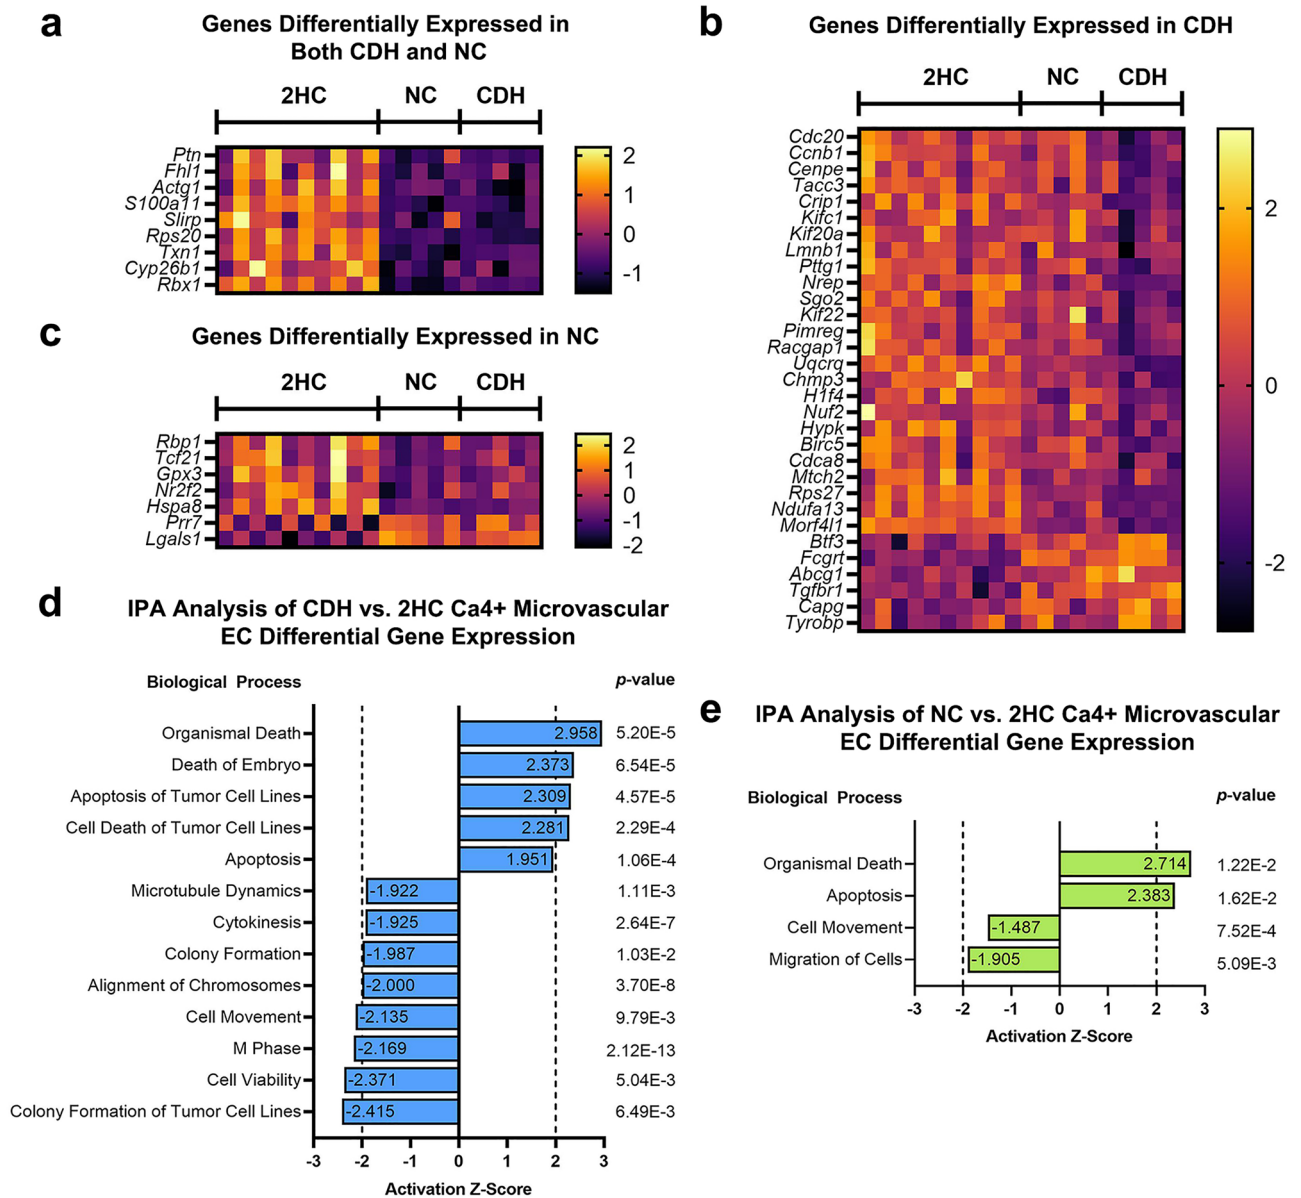 a
Genes Differentially Expressed in
Both CDH and NC
2HC NC CDH
Ptn
Fhl1
Actg1
S100a11
Slirp
Rps20
Txn1
Cyp26b1
Rbx1
2
1
0
-1
b
Genes Differentially Expressed in CDH
2HC NC CDH
Cdc20
Ccnb1
Cenpe
Tacc3
Crip1
Kifc1
Kif20a
Lmnb1
Pttg1
Nrep
Sgo2
Kif22
Pimreg
Racgap1
Uqcrq
Chmp3
H1f4
Nuf2
Hypk
Birc5
Cdca8
Mtch2
Rps27
Ndufa13
Morf4l1
Btf3
Fcgrt
Abcg1
Tgfbr1
Capg
Tyrobp
2
0
-2
c
Genes Differentially Expressed in NC
2HC NC CDH
Rbp1
Tcf21
Gpx3
Nr2f2
Hspa8
Prr7
Lgals1
2
1
0
-1
-2
d
IPA Analysis of CDH vs. 2HC Ca4+ Microvascular
EC Differential Gene Expression
Biological Process p-value
Organismal Death 2.958 5.20E-5
Death of Embryo 2.373 6.54E-5
Apoptosis of Tumor Cell Lines 2.309 4.57E-5
Cell Death of Tumor Cell Lines 2.281 2.29E-4
Apoptosis 1.951 1.06E-4
Microtubule Dynamics -1.922 1.11E-3
Cytokinesis -1.925 2.64E-7
Colony Formation -1.987 1.03E-2
Alignment of Chromosomes -2.000 3.70E-8
Cell Movement -2.135 9.79E-3
M Phase -2.169 2.12E-13
Cell Viability -2.371 5.04E-3
Colony Formation of Tumor Cell Lines -2.415 6.49E-3
-3 -2 -1 0 1 2 3
Activation Z-Score
e
IPA Analysis of NC vs. 2HC Ca4+ Microvascular
EC Differential Gene Expression
Biological Process p-value
Organismal Death 2.714 1.22E-2
Apoptosis 2.383 1.62E-2
Cell Movement -1.487 7.52E-4
Migration of Cells -1.905 5.09E-3
-3 -2 -1 0 1 2 3
Activation Z-Score